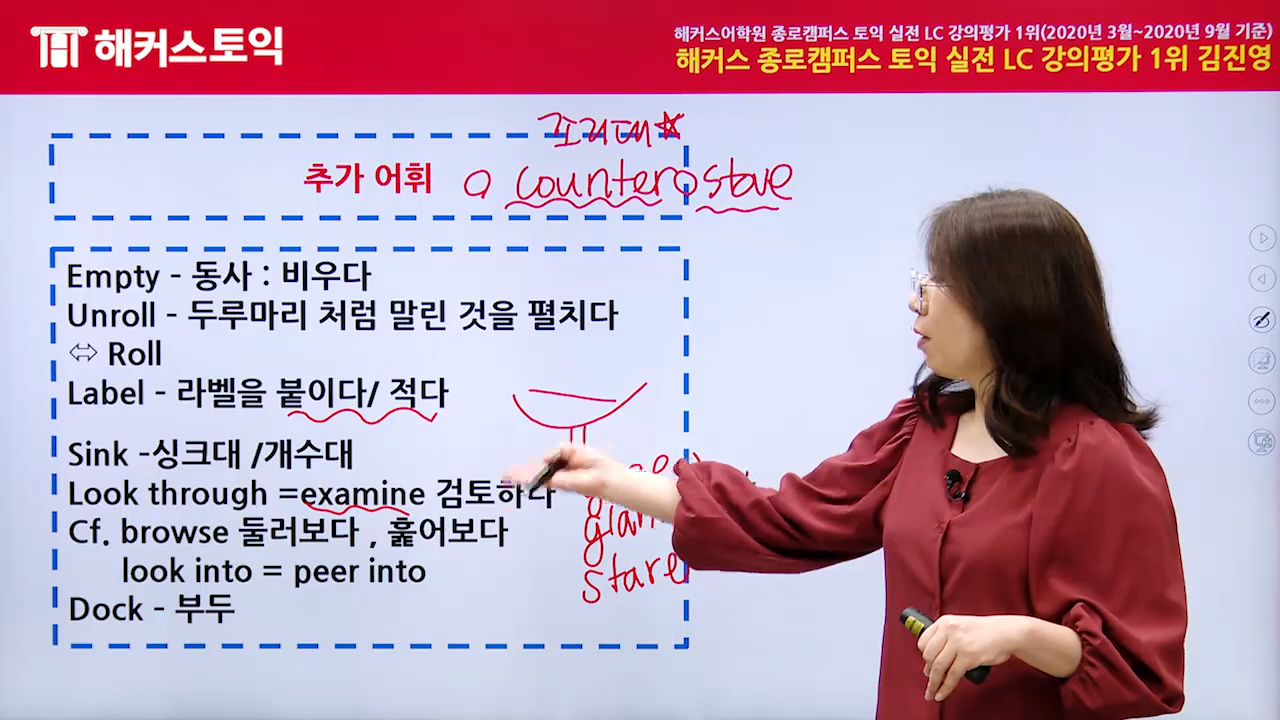 해커스토익
해커스어학원 종로캠퍼스 토익 실전 LC 강의평가 1위(2020년 3월~2020년 9월 기준)
해커스 종로캠퍼스 토익 실전 LC 강의평가 1위 김진영
조리대
추가 어휘
counter
stove
Empty - 동사 : 비우다
Unroll - 두루마리 처럼 말린 것을 펼치다
⇔ Roll
Label - 라벨을 붙이다/ 적다
Sink -싱크대 /개수대
Look through =examine 검토하다
Cf. browse 둘러보다 , 훑어보다
look into = peer into
stare
Dock - 부두